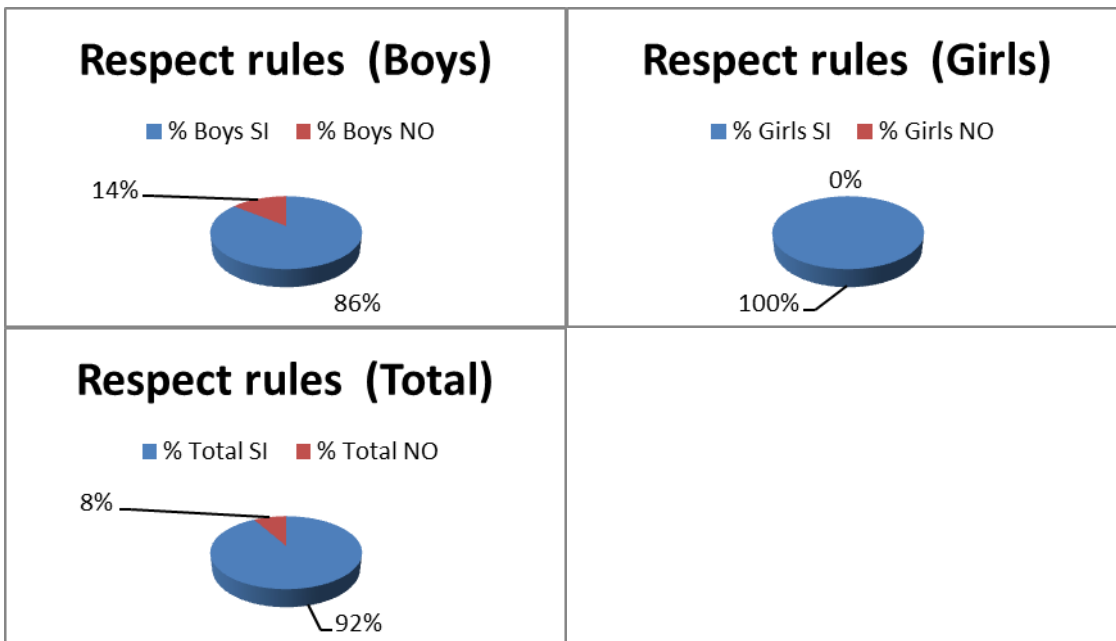 Respect rules (Boys)
% Boys SI % Boys NO
14%
86%
Respect rules (Girls)
% Girls SI % Girls NO
0%
100%
Respect rules (Total)
% Total SI % Total NO
8%
92%